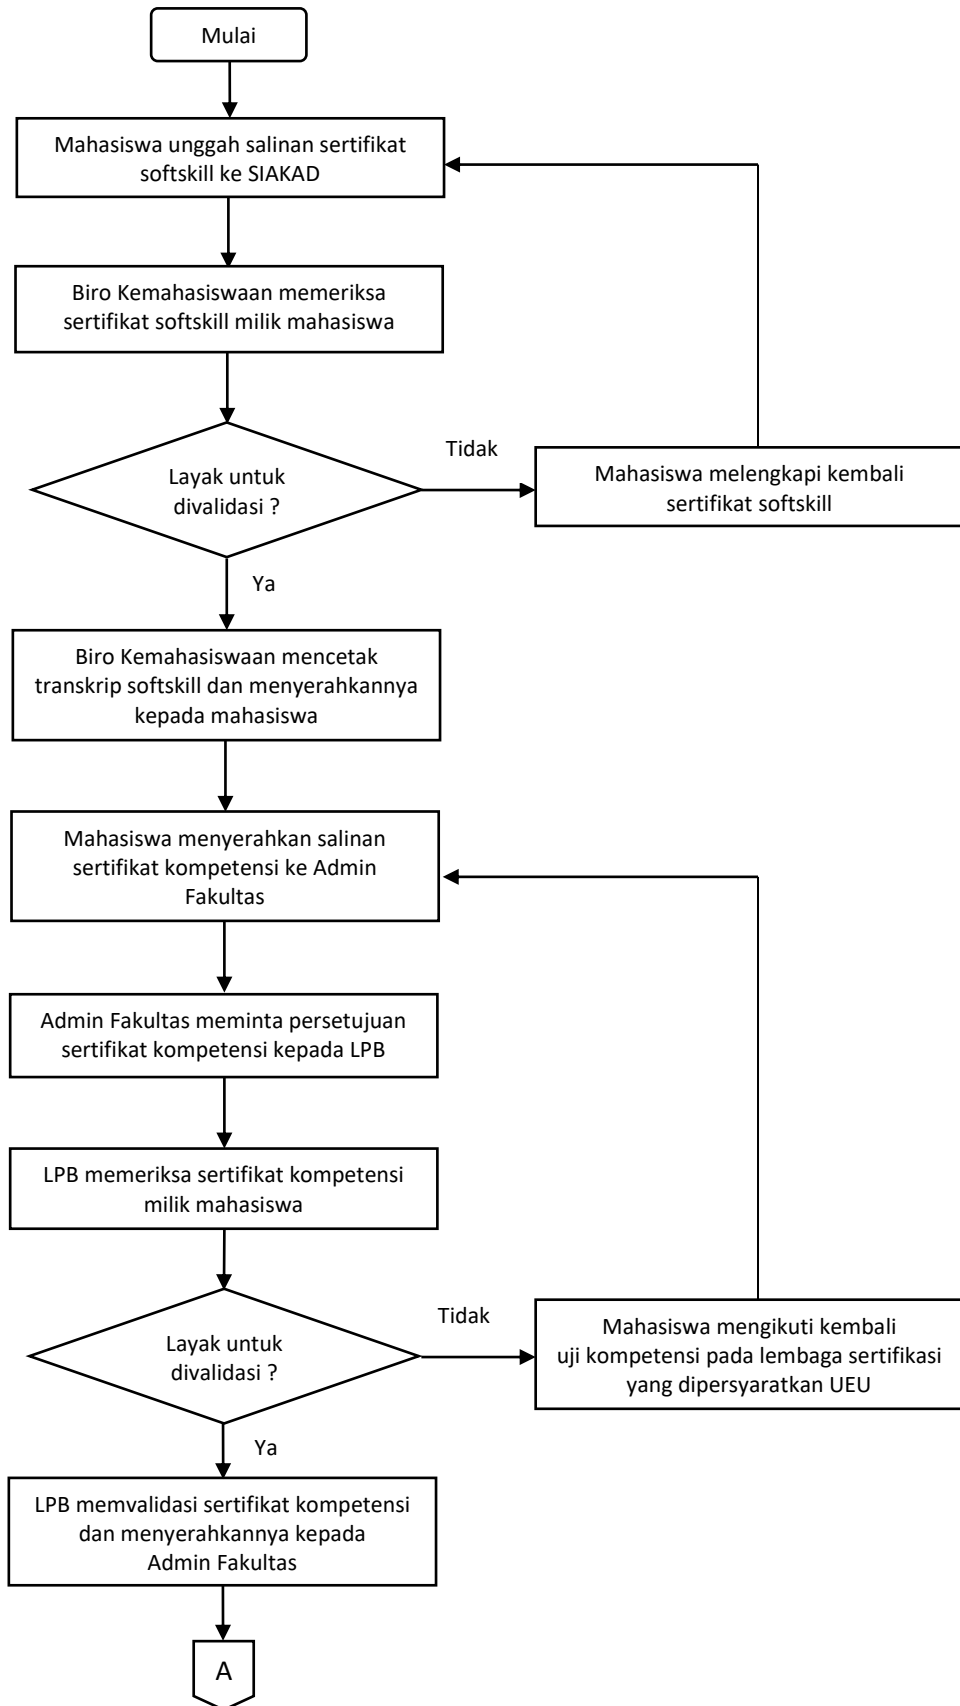 Mulai
Mahasiswa unggah salinan sertifikat
softskill ke SIAKAD
Biro Kemahasiswaan memeriksa
sertifikat softskill milik mahasiswa
Layak untuk
divalidasi ?
Tidak
Mahasiswa melengkapi kembali
sertifikat softskill
Ya
Biro Kemahasiswaan mencetak
transkrip softskill dan menyerahkannya
kepada mahasiswa
Mahasiswa menyerahkan salinan
sertifikat kompetensi ke Admin
Fakultas
Admin Fakultas meminta persetujuan
sertifikat kompetensi kepada LPB
LPB memeriksa sertifikat kompetensi
milik mahasiswa
Layak untuk
divalidasi ?
Tidak
Mahasiswa mengikuti kembali
uji kompetensi pada lembaga sertifikasi
yang dipersyaratkan UEU
Ya
LPB memvalidasi sertifikat kompetensi
dan menyerahkannya kepada
Admin Fakultas
A